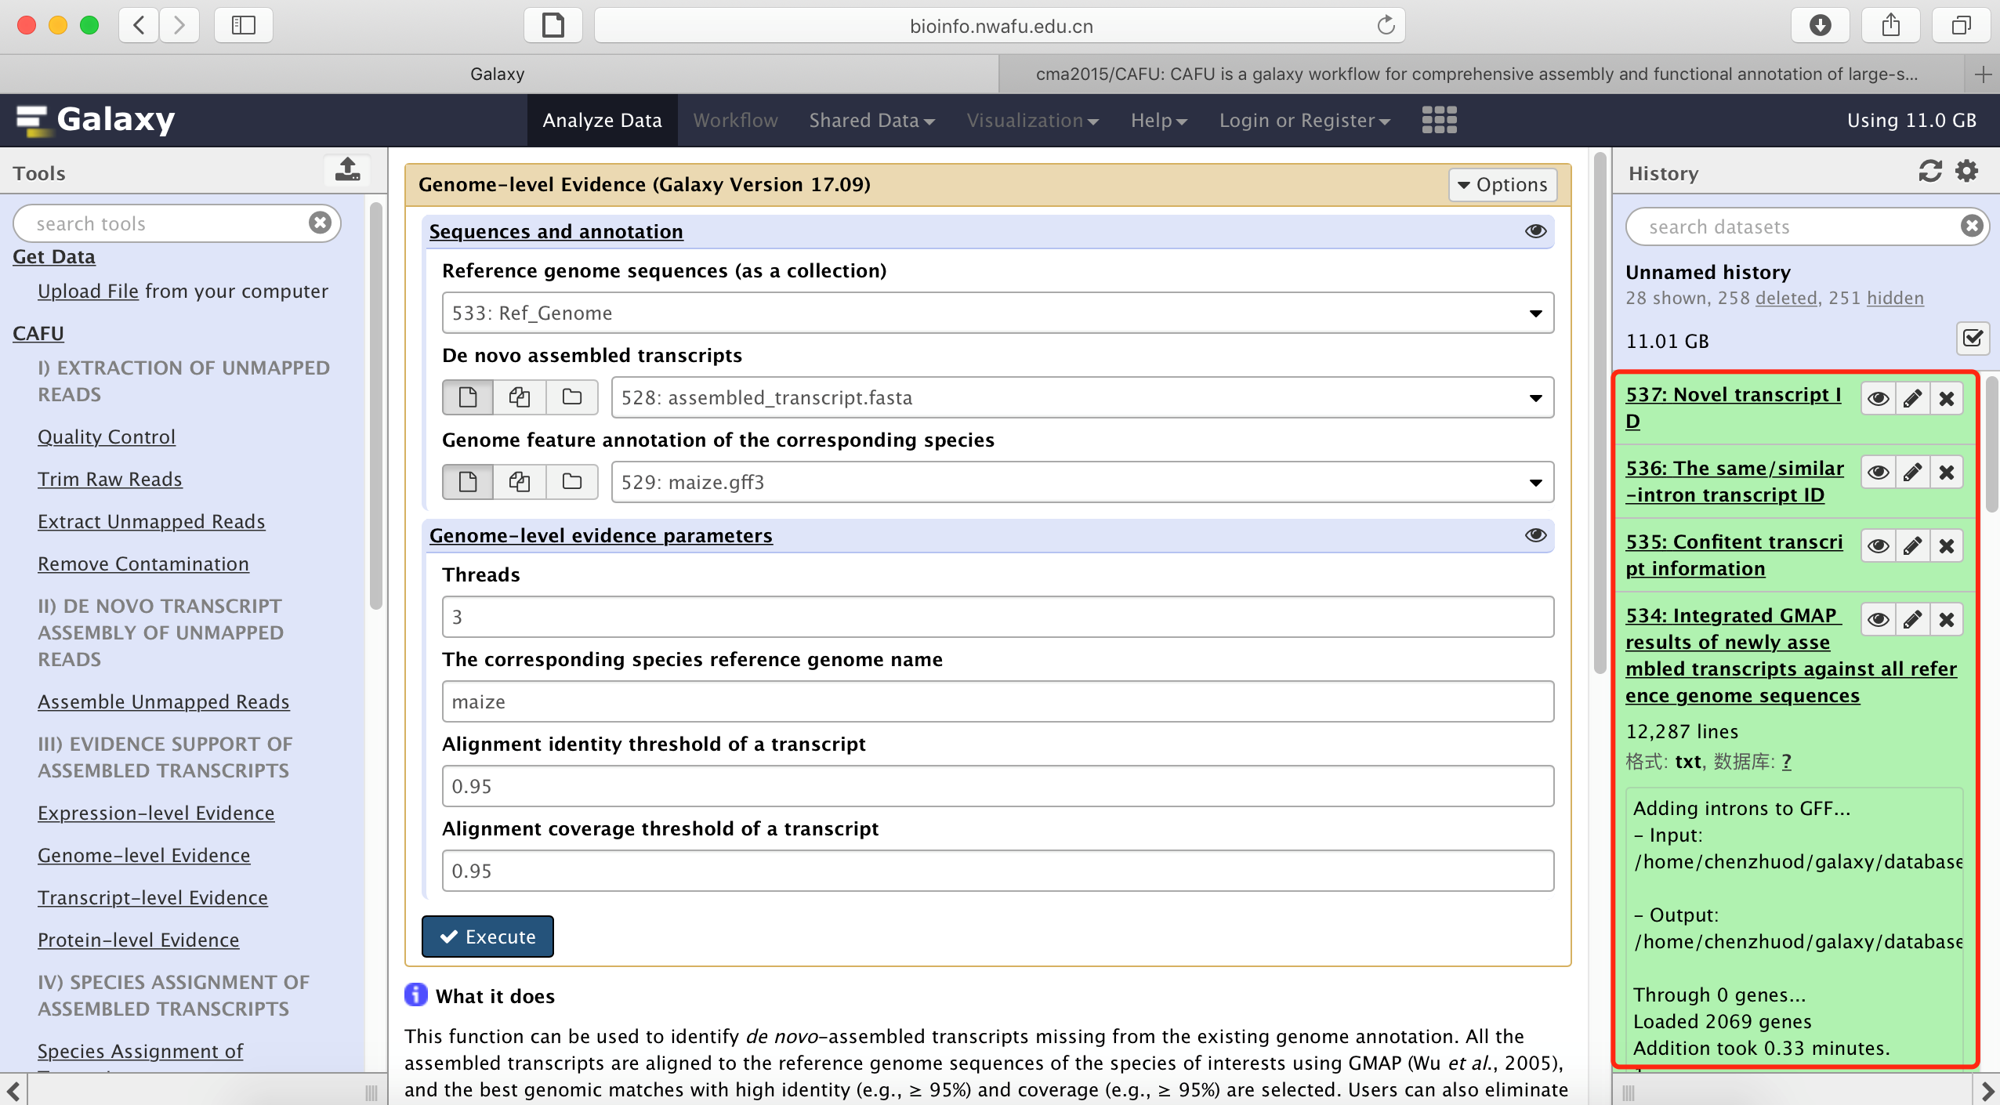 bioinfo.nwafu.edu.cn
Galaxy
cma2015/CAFU: CAFU is a galaxy workflow for comprehensive assembly and functional annotation of large-s...
Galaxy
Analyze Data
Workflow
Shared Data
Visualization
Help
Login or Register
Using 11.0 GB
Tools
search tools
Get Data
Upload File from your computer
CAFU
I) EXTRACTION OF UNMAPPED
READS
Quality Control
Trim Raw Reads
Extract Unmapped Reads
Remove Contamination
II) DE NOVO TRANSCRIPT
ASSEMBLY OF UNMAPPED
READS
Assemble Unmapped Reads
III) EVIDENCE SUPPORT OF
ASSEMBLED TRANSCRIPTS
Expression-level Evidence
Genome-level Evidence
Transcript-level Evidence
Protein-level Evidence
IV) SPECIES ASSIGNMENT OF
ASSEMBLED TRANSCRIPTS
Species Assignment of
Genome-level Evidence (Galaxy Version 17.09)
Options
Sequences and annotation
Reference genome sequences (as a collection)
533: Ref_Genome
De novo assembled transcripts
528: assembled_transcript.fasta
Genome feature annotation of the corresponding species
529: maize.gff3
Genome-level evidence parameters
Threads
3
The corresponding species reference genome name
maize
Alignment identity threshold of a transcript
0.95
Alignment coverage threshold of a transcript
0.95
Execute
What it does
This function can be used to identify de novo-assembled transcripts missing from the existing genome annotation. All the
assembled transcripts are aligned to the reference genome sequences of the species of interests using GMAP (Wu et al., 2005),
and the best genomic matches with high identity (e.g., ≥ 95%) and coverage (e.g., ≥ 95%) are selected. Users can also eliminate
History
search datasets
Unnamed history
28 shown, 258 deleted, 251 hidden
11.01 GB
537: Novel transcript I
D
536: The same/similar
-intron transcript ID
535: Confitent transcri
pt information
534: Integrated GMAP
results of newly asse
mbled transcripts against all refer
ence genome sequences
12,287 lines
格式: txt, 数据库: ?
Adding introns to GFF...
- Input:
/home/chenzhuod/galaxy/database
- Output:
/home/chenzhuod/galaxy/database
Through 0 genes...
Loaded 2069 genes
Addition took 0.33 minutes.